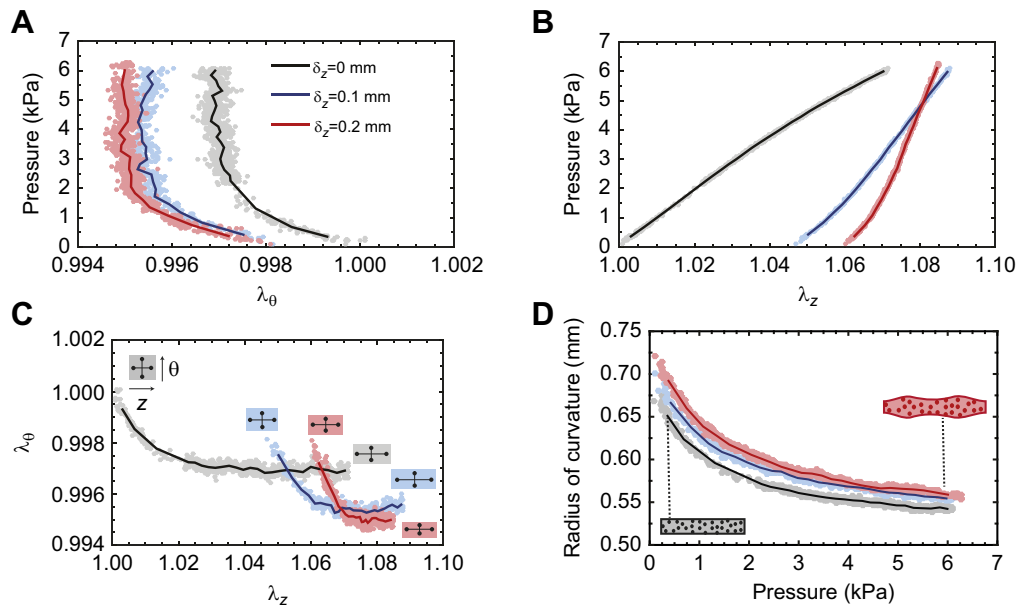 A
B
7
6
5
4
3
2
1
0
Pressure (kPa)
δz=0 mm
δz=0.1 mm
δz=0.2 mm
0.994 0.996 0.998 1.000 1.002
λθ
7
6
5
4
3
2
1
0
Pressure (kPa)
1.00 1.02 1.04 1.06 1.08 1.10
λz
C
D
1.002
1.000
0.998
0.996
0.994
λθ
θ
z
1.00 1.02 1.04 1.06 1.08 1.10
λz
0.75
0.70
0.65
0.60
0.55
0.50
Radius of curvature (mm)
0 1 2 3 4 5 6 7
Pressure (kPa)